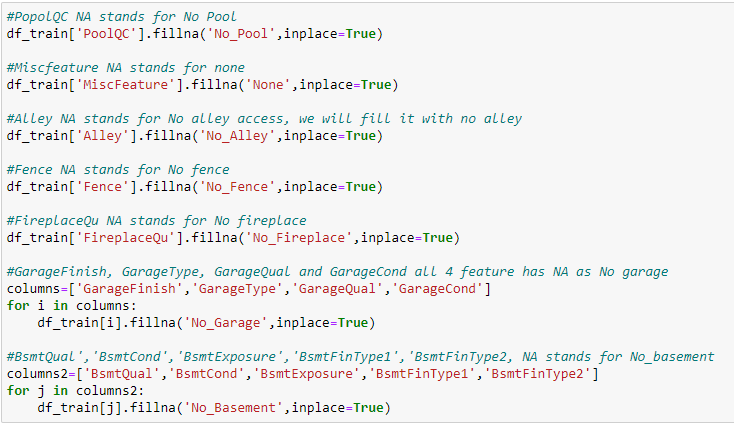 #PopolQC NA stands for No Pool
df_train['PoolQC'].fillna('No_Pool',inplace=True)
#Miscfeature NA stands for none
df_train['MiscFeature'].fillna('None',inplace=True)
#Alley NA stands for No alley access, we will fill it with no alley
df_train['Alley'].fillna('No_Alley',inplace=True)
#Fence NA stands for No fence
df_train['Fence'].fillna('No_Fence',inplace=True)
#FireplaceQu NA stands for No fireplace
df_train['FireplaceQu'].fillna('No_Fireplace',inplace=True)
#GarageFinish, GarageType, GarageQual and GarageCond all 4 feature has NA as No garage
columns=['GarageFinish','GarageType','GarageQual','GarageCond']
for i in columns:
    df_train[i].fillna('No_Garage',inplace=True)
#BsmtQual','BsmtCond','BsmtExposure','BsmtFinType1','BsmtFinType2, NA stands for No_basement
columns2=['BsmtQual','BsmtCond','BsmtExposure','BsmtFinType1','BsmtFinType2']
for j in columns2:
    df_train[j].fillna('No_Basement',inplace=True)